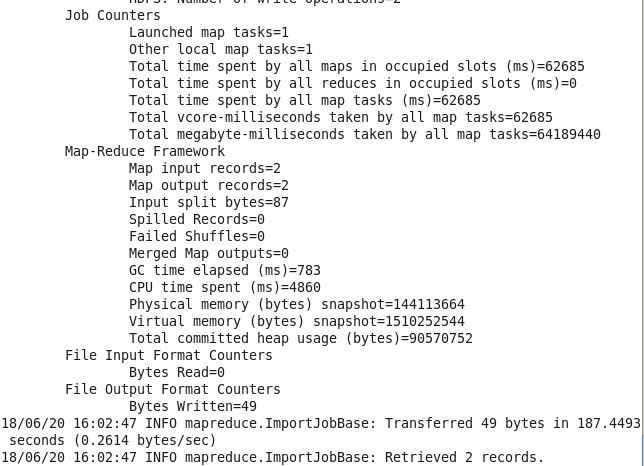 HDFS: Number of write operations=2
Job Counters
Launched map tasks=1
Other local map tasks=1
Total time spent by all maps in occupied slots (ms)=62685
Total time spent by all reduces in occupied slots (ms)=0
Total time spent by all map tasks (ms)=62685
Total vcore-milliseconds taken by all map tasks=62685
Total megabyte-milliseconds taken by all map tasks=64189440
Map-Reduce Framework
Map input records=2
Map output records=2
Input split bytes=87
Spilled Records=0
Failed Shuffles=0
Merged Map outputs=0
GC time elapsed (ms)=783
CPU time spent (ms)=4860
Physical memory (bytes) snapshot=144113664
Virtual memory (bytes) snapshot=1510252544
Total committed heap usage (bytes)=90570752
File Input Format Counters
Bytes Read=0
File Output Format Counters
Bytes Written=49
18/06/20 16:02:47 INFO mapreduce.ImportJobBase: Transferred 49 bytes in 187.4493
seconds (0.2614 bytes/sec)
18/06/20 16:02:47 INFO mapreduce.ImportJobBase: Retrieved 2 records.